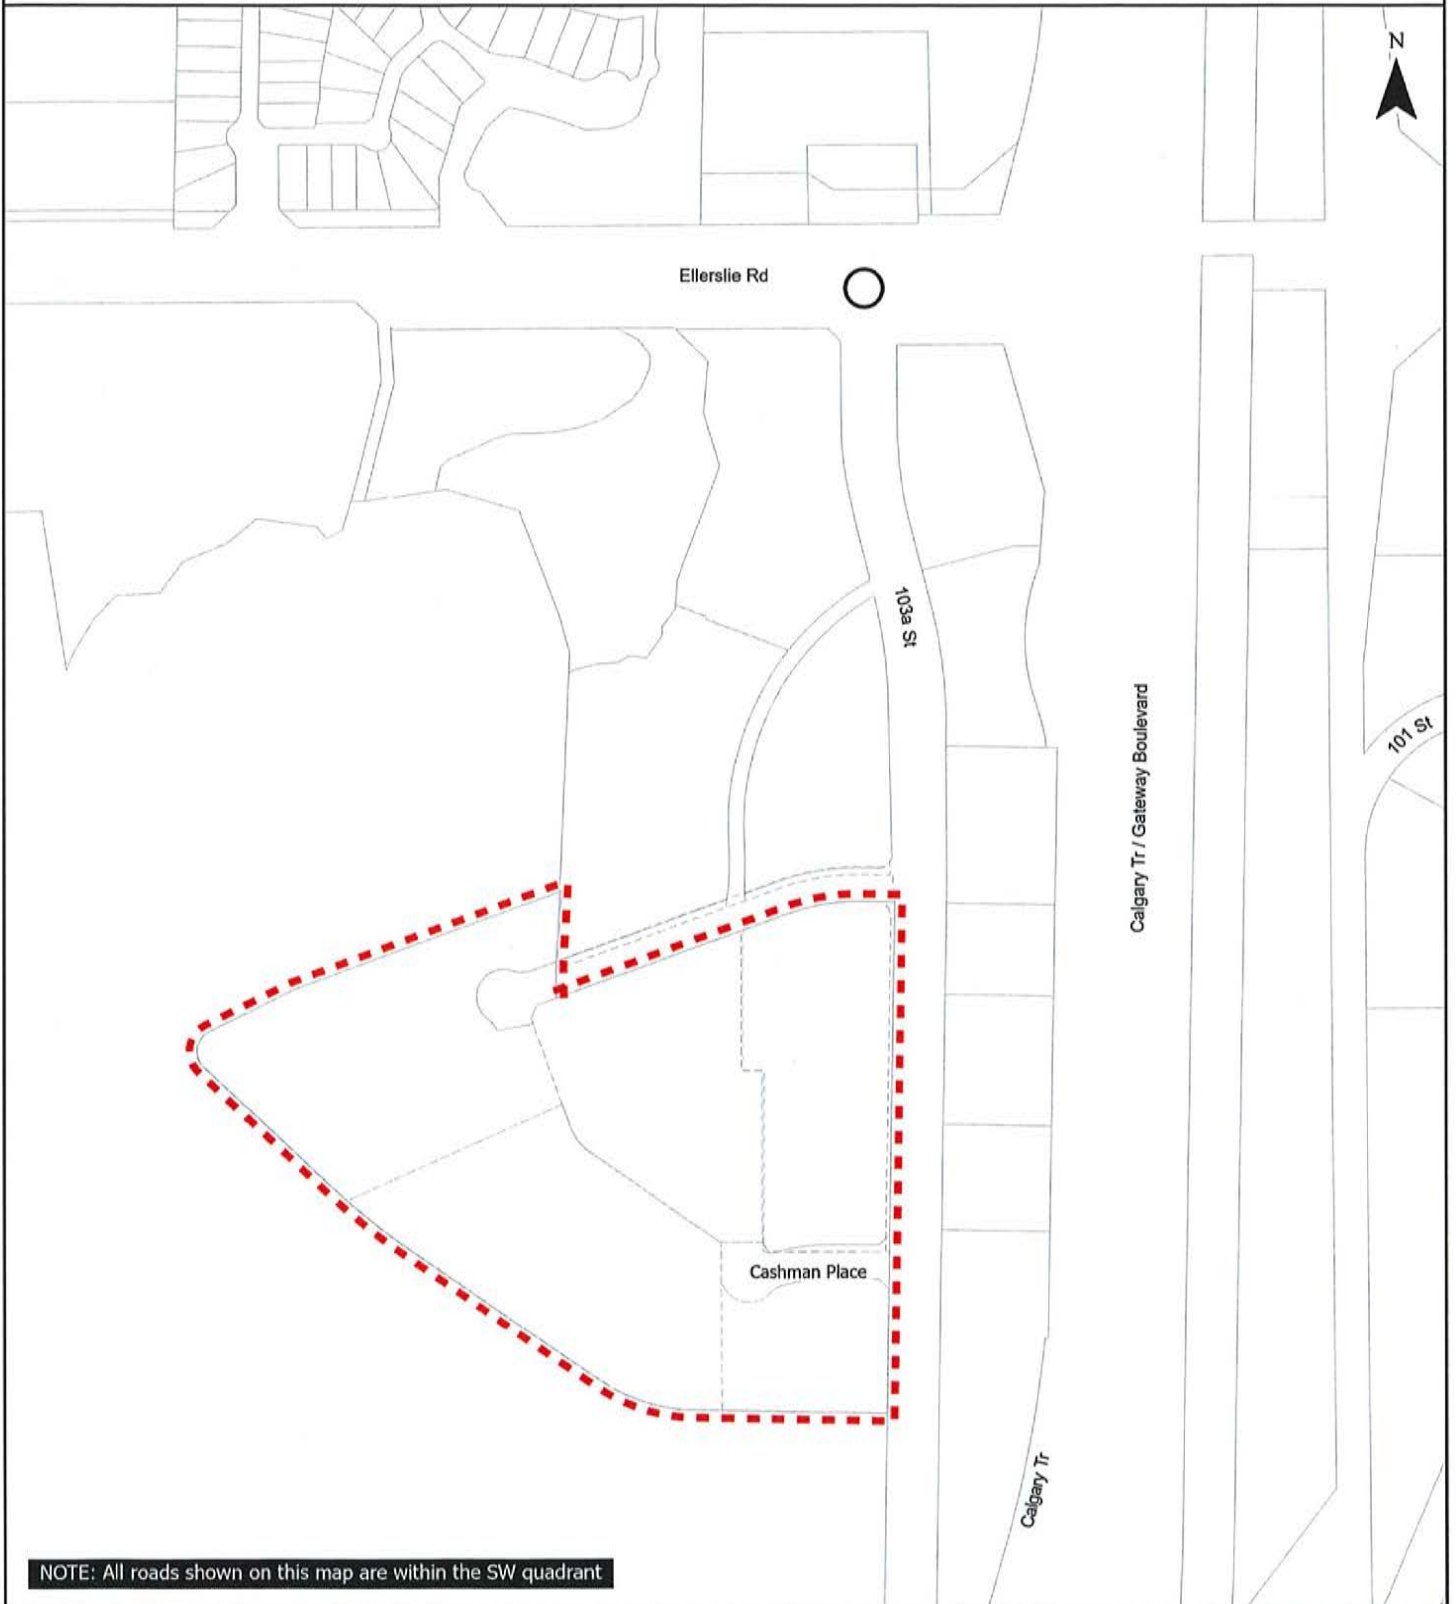 N
Ellerslie Rd
103a St
Calgary Tr / Gateway Boulevard
101 St
Cashman Place
Calgary Tr
NOTE: All roads shown on this map are within the SW quadrant